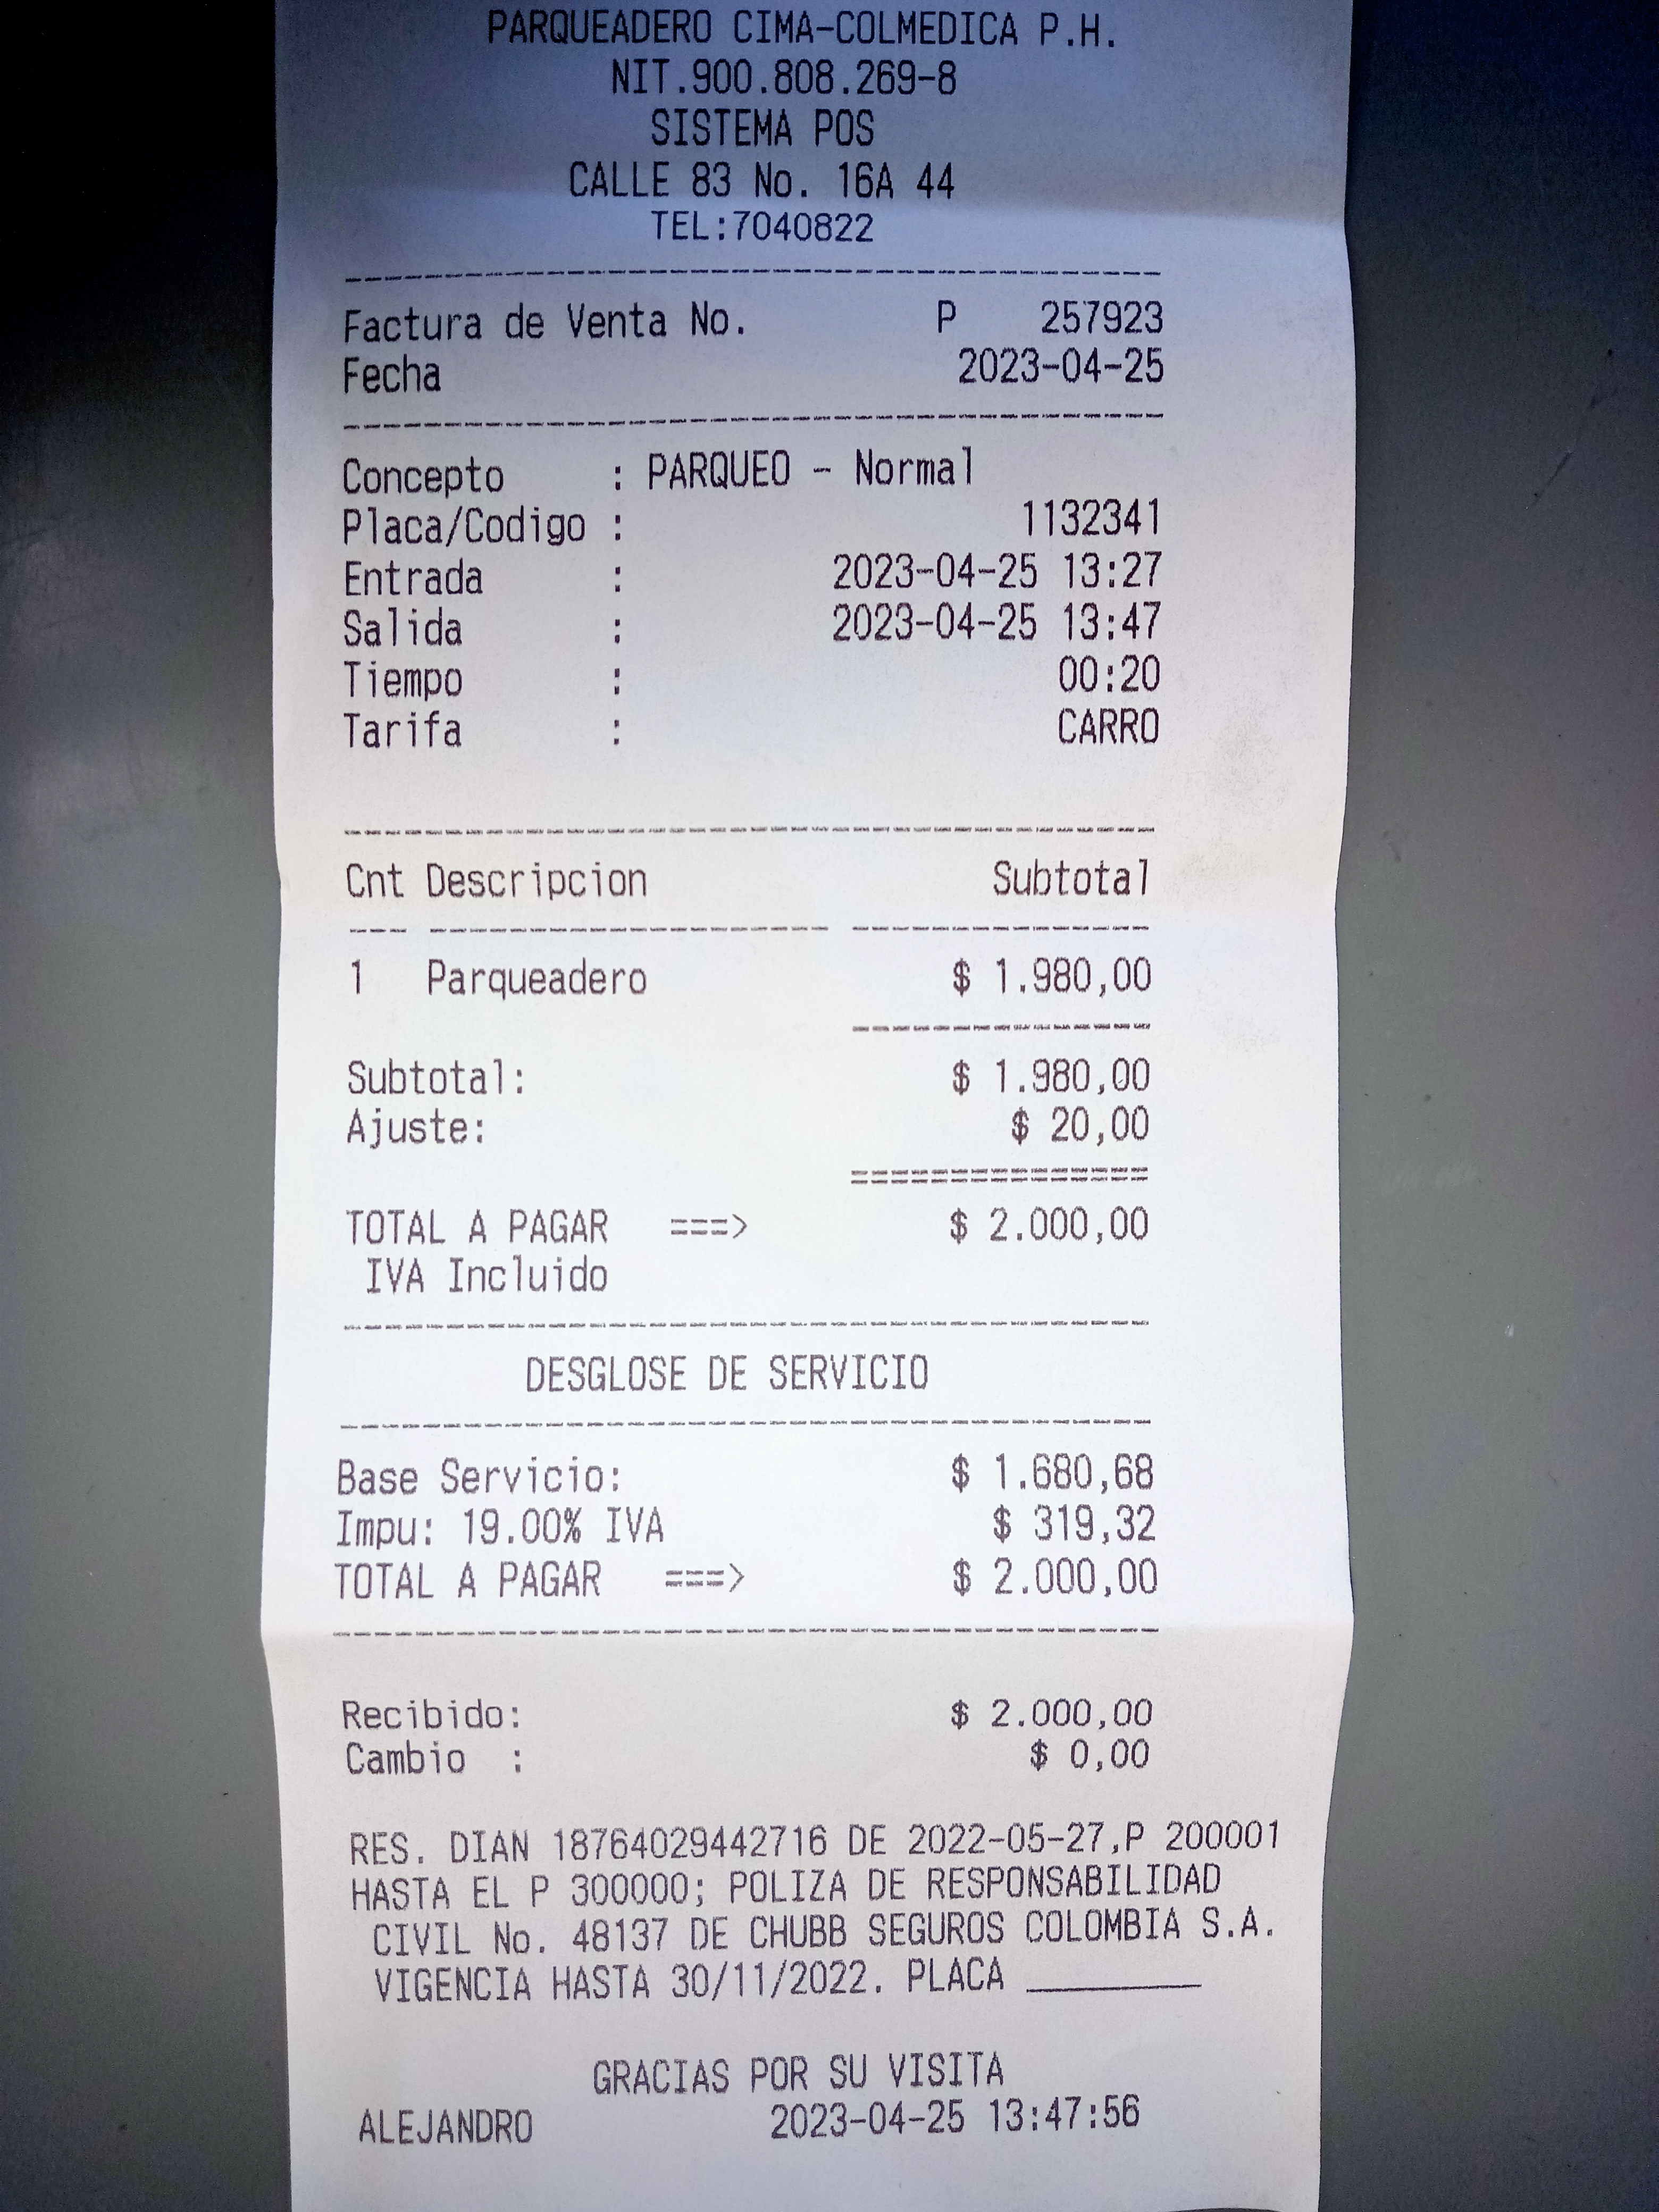 PARQUEADERO CIMA-COLMEDICA P.H.
NIT.900.808.269-8
SISTEMA POS
CALLE 83 No. 16A 44
TEL:7040822
Factura de Venta No. P 257923
Fecha 2023-04-25
Concepto : PARQUEO - Normal
Placa/Codigo : 1132341
Entrada : 2023-04-25 13:27
Salida : 2023-04-25 13:47
Tiempo : 00:20
Tarifa : CARRO
Cnt Descripcion Subtotal
1 Parqueadero $ 1.980,00
Subtotal: $ 1.980,00
Ajuste: $ 20,00
TOTAL A PAGAR ===> $ 2.000,00
IVA Incluido
DESGLOSE DE SERVICIO
Base Servicio: $ 1.680,68
Impu: 19.00% IVA $ 319,32
TOTAL A PAGAR ===> $ 2.000,00
Recibido: $ 2.000,00
Cambio : $ 0,00
RES. DIAN 18764029442716 DE 2022-05-27,P 200001
HASTA EL P 300000; POLIZA DE RESPONSABILIDAD
CIVIL No. 48137 DE CHUBB SEGUROS COLOMBIA S.A.
VIGENCIA HASTA 30/11/2022. PLACA ________
GRACIAS POR SU VISITA
ALEJANDRO 2023-04-25 13:47:56